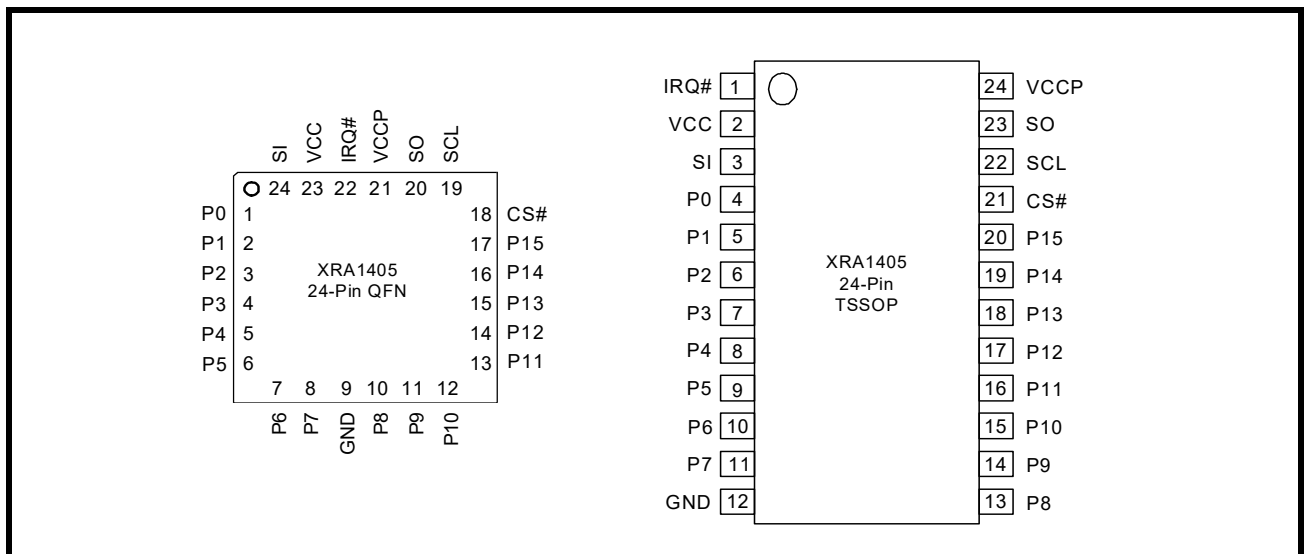 SI VCC IRQ# VCCP SO SCL
24 23 22 21 20 19
P0 1 18 CS#
P1 2 17 P15
P2 3 16 P14
P3 4 15 P13
P4 5 14 P12
P5 6 13 P11
XRA1405
24-Pin QFN
7 8 9 10 11 12
P6 P7 GND P8 P9 P10
IRQ# 1 24 VCCP
VCC 2 23 SO
SI 3 22 SCL
P0 4 21 CS#
P1 5 20 P15
P2 6 19 P14
P3 7 18 P13
P4 8 17 P12
P5 9 16 P11
P6 10 15 P10
P7 11 14 P9
GND 12 13 P8
XRA1405
24-Pin
TSSOP